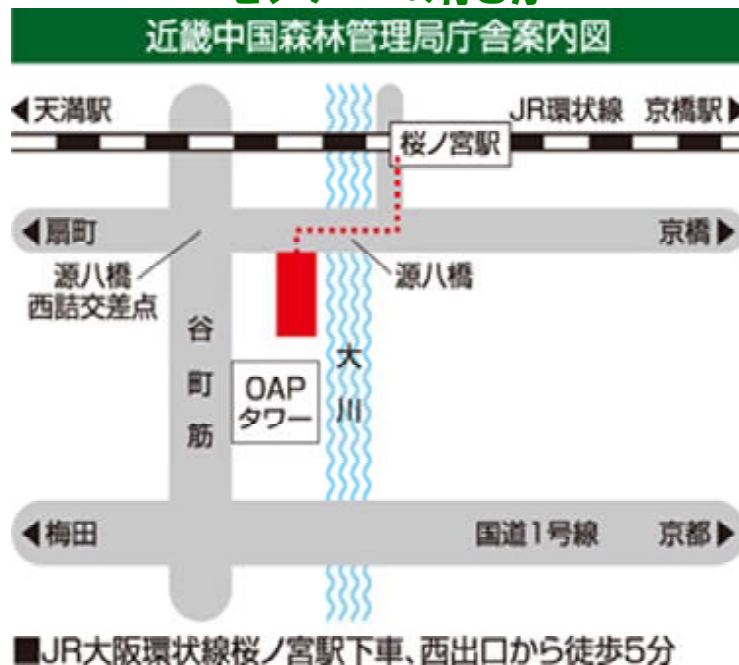 近畿中国森林管理局庁舎案内図
◀天満駅
JR環状線 京橋駅▶
桜ノ宮駅
◀扇町
京橋▶
源八橋
西詰交差点
源八橋
谷町筋
大川
OAP
タワー
◀梅田
国道1号線 京都▶
■JR大阪環状線桜ノ宮駅下車、西出口から徒歩5分